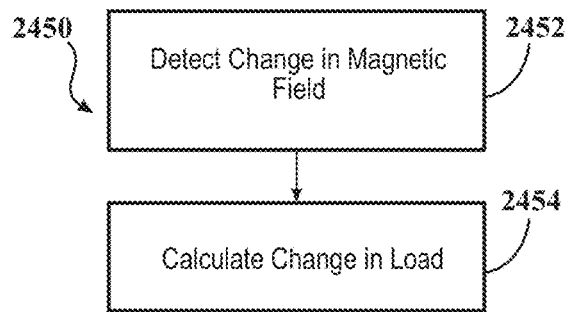 2450
2452
Detect Change in Magnetic
Field
2454
Calculate Change in Load